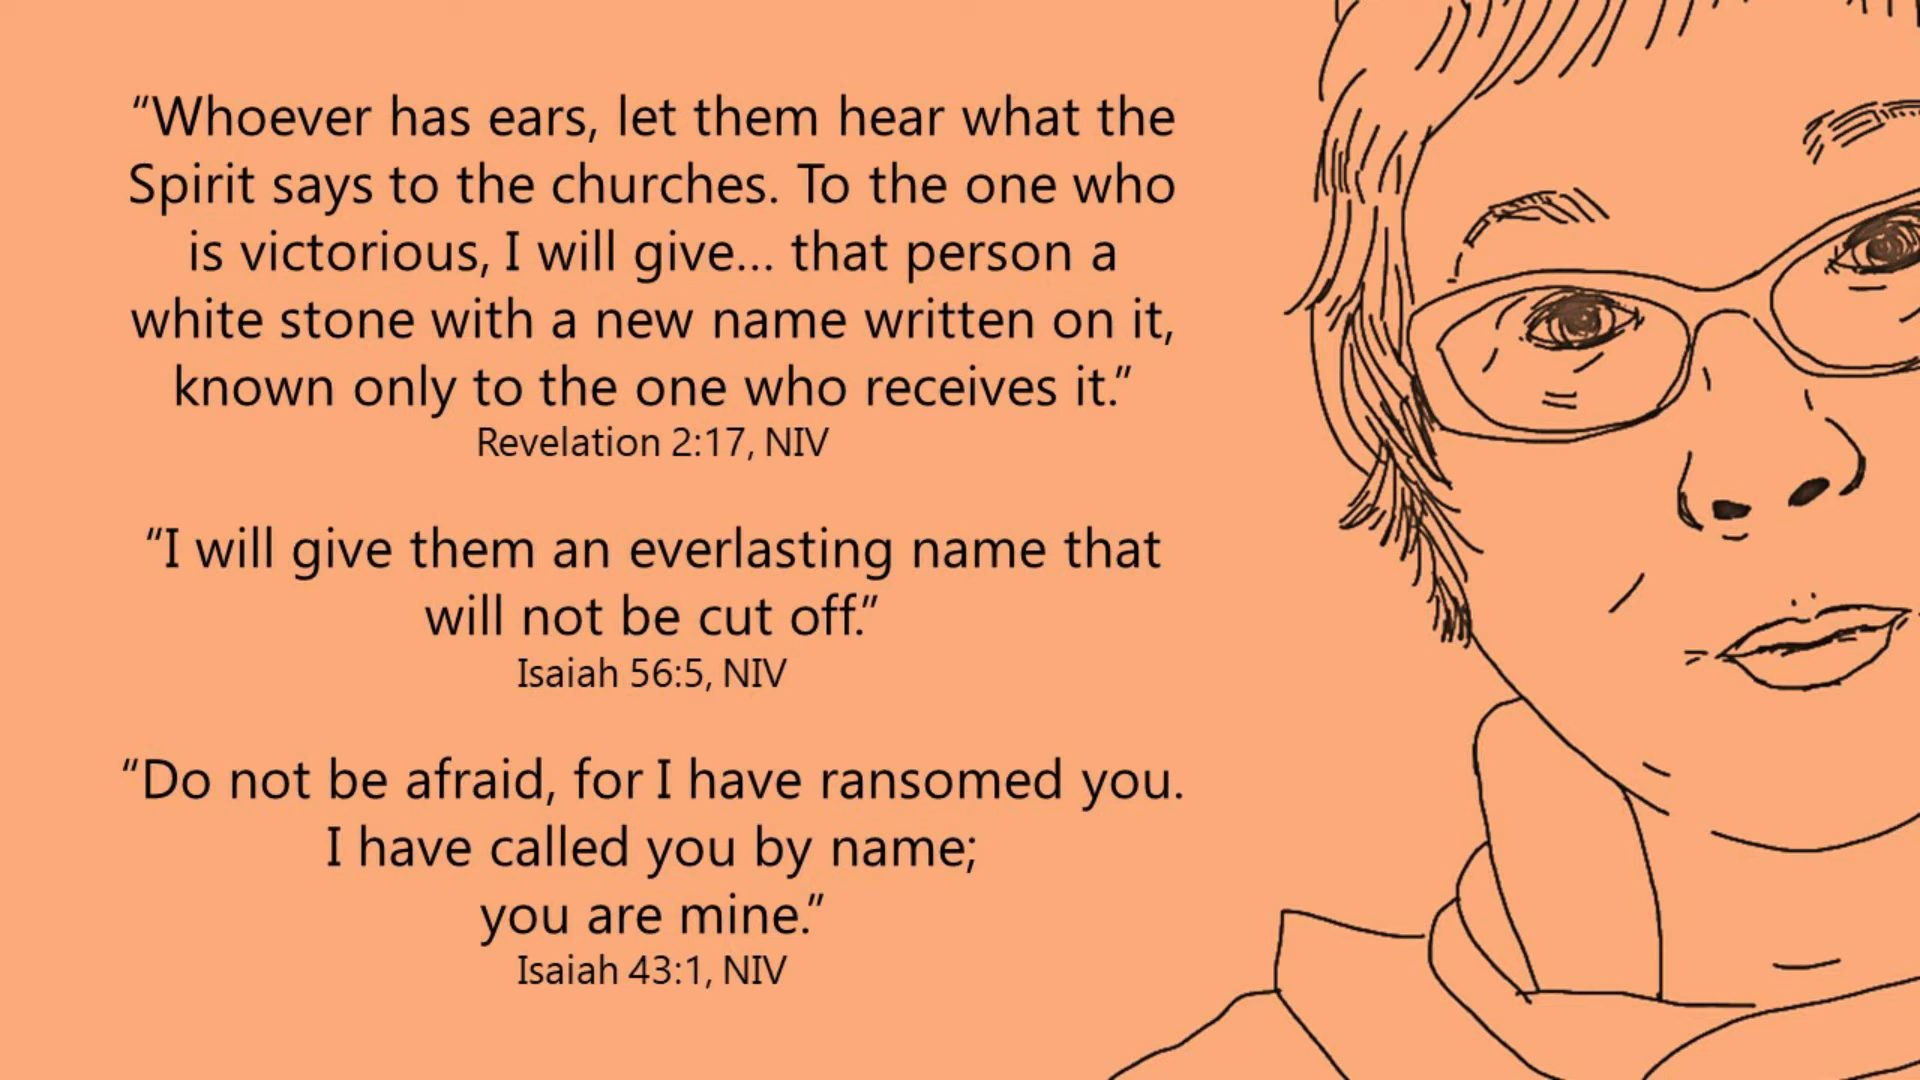 “Whoever has ears, let them hear what the
Spirit says to the churches. To the one who
is victorious, I will give... that person a
white stone with a new name written on it,
known only to the one who receives it.”
Revelation 2:17, NIV
“I will give them an everlasting name that
will not be cut off.”
Isaiah 56:5, NIV
“Do not be afraid, for I have ransomed you.
I have called you by name;
you are mine.”
Isaiah 43:1, NIV